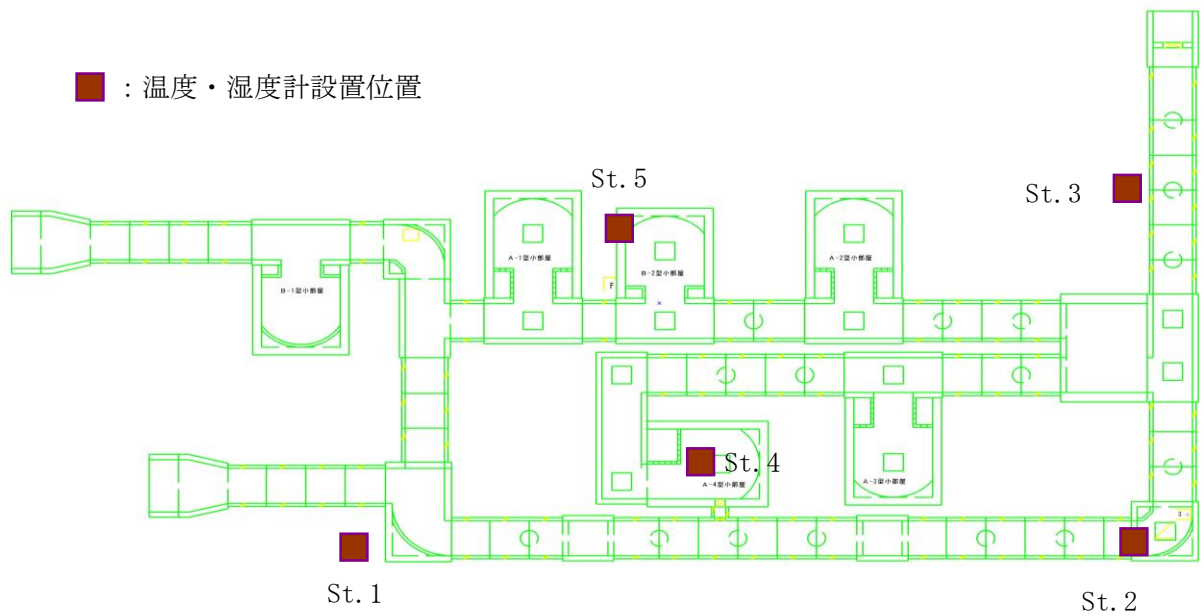 ：温度・湿度計設置位置
St.5
St.3
A-1型小部屋
B-2型小部屋
A-2型小部屋
B-1型小部屋
F
×
St.4
A-4型小部屋
A-3型小部屋
3
St.1
St.2